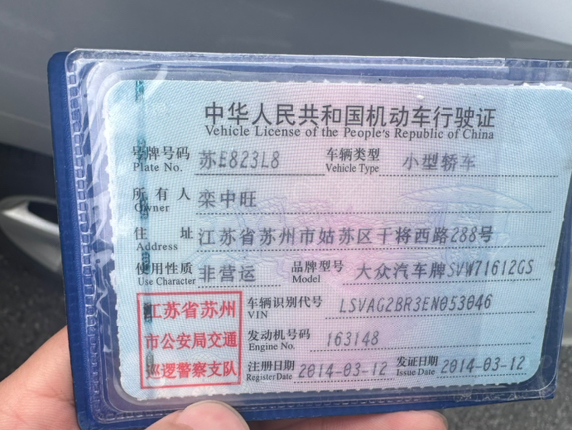 中华人民共和国机动车行驶证
Vehicle License of the People's Republic of China
号牌号码 苏E823L8 车辆类型 小型轿车
Plate No. Vehicle Type
所有人 栾中旺
Owner
住址 江苏省苏州市姑苏区干将西路288号
Address
使用性质 非营运 品牌型号 大众汽车牌SVW71612GS
Use Character Model
江苏省苏州
市公安局交通
巡逻警察支队
车辆识别代号 LSVAG2BR3EN053046
VIN
发动机号码 163148
Engine No.
注册日期 2014-03-12 发证日期 2014-03-12
Register Date Issue Date